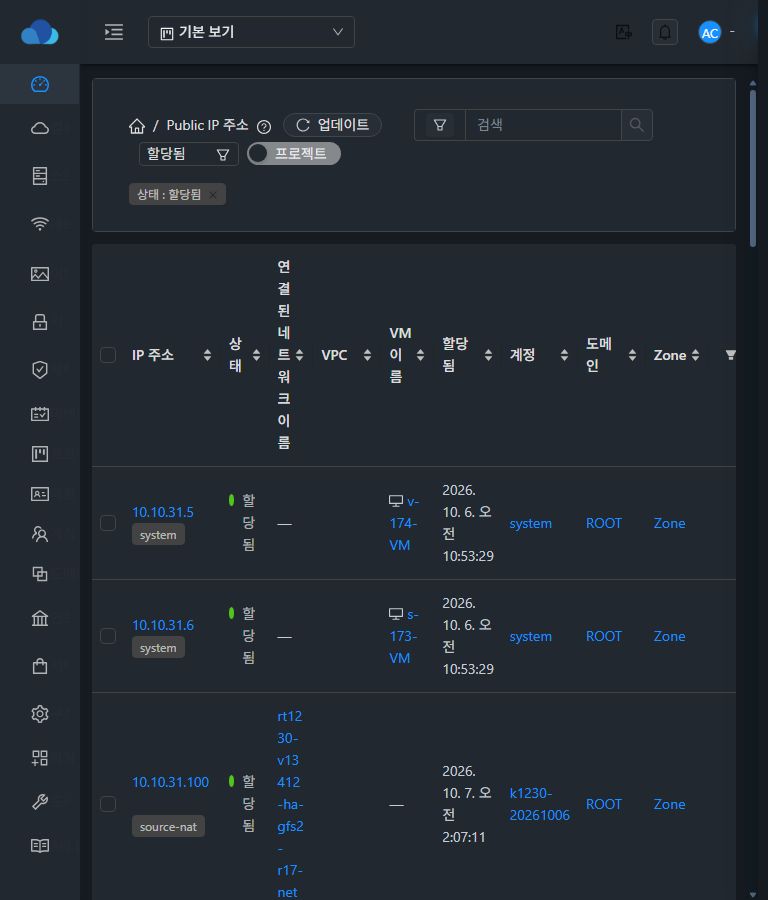 기본 보기
AC
/ Public IP 주소
업데이트
검색
할당됨
프로젝트
상태 : 할당됨
IP 주소
상
태
연
결
된
네
트
워
크
이
름
VPC
VM
이
름
할당
됨
계정
도메
인
Zone
10.10.31.5
system
할
당
됨
—
v-
174-
VM
2026.
10. 6. 오
전
10:53:29
system
ROOT
Zone
10.10.31.6
system
할
당
됨
—
s-
173-
VM
2026.
10. 6. 오
전
10:53:29
system
ROOT
Zone
10.10.31.100
source-nat
할
당
됨
rt12
30-
v13
412
-ha-
gfs2
-
r17-
net
—
2026.
10. 7. 오
전
2:07:11
k1230-
20261006
ROOT
Zone